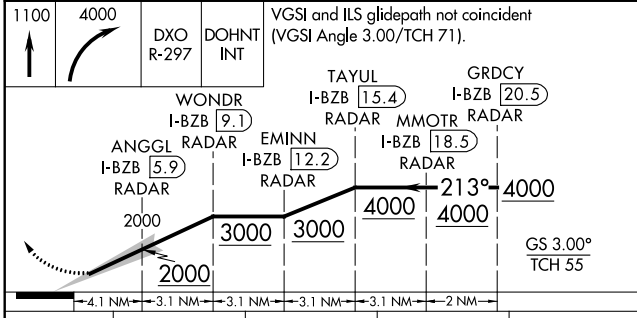 1100
4000
DXO
R-297
DOHNT
INT
VGSI and ILS glidepath not coincident
(VGSI Angle 3.00/TCH 71).
GRDCY
I-BZB 20.5
RADAR
TAYUL
I-BZB 15.4
RADAR
MMOTR
I-BZB 18.5
RADAR
WONDR
I-BZB 9.1
RADAR
EMINN
I-BZB 12.2
RADAR
ANGGL
I-BZB 5.9
RADAR
2000
2000
3000
3000
4000
213°
4000
4000
GS 3.00°
TCH 55
4.1 NM
3.1 NM
3.1 NM
3.1 NM
3.1 NM
2 NM